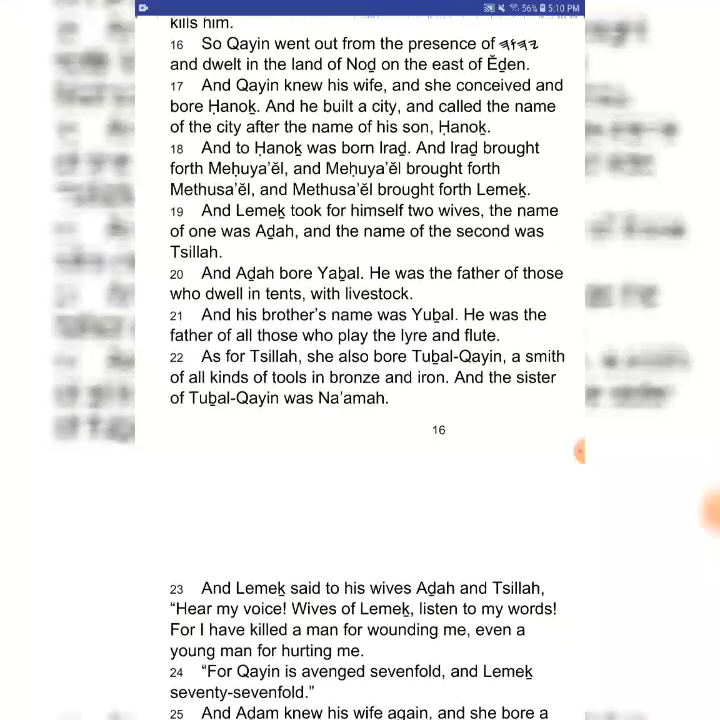 56% 5:10 PM
kills him.
16 So Qayin went out from the presence of 𐤉𐤄𐤅𐤄
and dwelt in the land of Noḏ on the east of Ĕḏen.
17 And Qayin knew his wife, and she conceived and
bore Ḥanoḵ. And he built a city, and called the name
of the city after the name of his son, Ḥanoḵ.
18 And to Ḥanoḵ was born Iraḏ. And Iraḏ brought
forth Meḥuya’ĕl, and Meḥuya’ĕl brought forth
Methusa’ĕl, and Methusa’ĕl brought forth Lemeḵ.
19 And Lemeḵ took for himself two wives, the name
of one was Aḏah, and the name of the second was
Tsillah.
20 And Aḏah bore Yaḇal. He was the father of those
who dwell in tents, with livestock.
21 And his brother’s name was Yuḇal. He was the
father of all those who play the lyre and flute.
22 As for Tsillah, she also bore Tuḇal-Qayin, a smith
of all kinds of tools in bronze and iron. And the sister
of Tuḇal-Qayin was Na’amah.
16
23 And Lemeḵ said to his wives Aḏah and Tsillah,
“Hear my voice! Wives of Lemeḵ, listen to my words!
For I have killed a man for wounding me, even a
young man for hurting me.
24 “For Qayin is avenged sevenfold, and Lemeḵ
seventy-sevenfold.”
25 And Aḏam knew his wife again, and she bore a